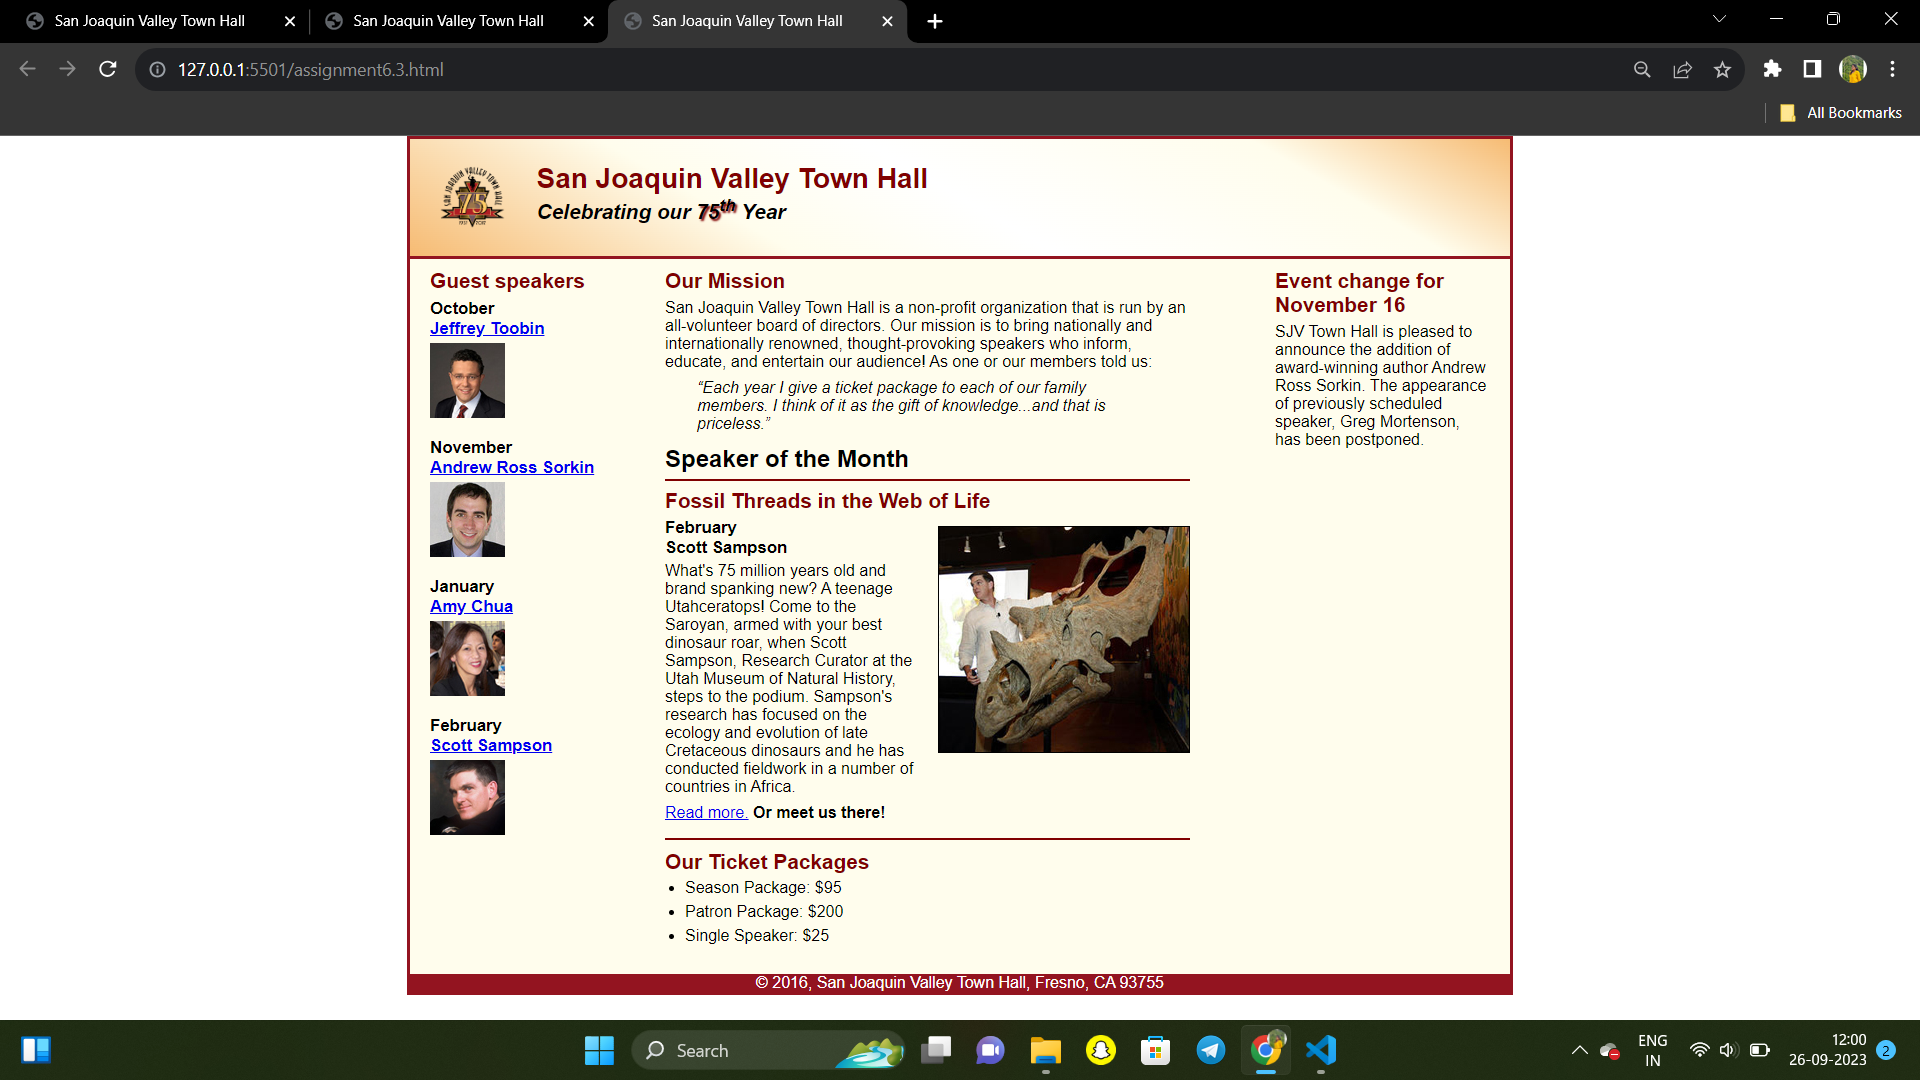 San Joaquin Valley Town Hall
San Joaquin Valley Town Hall
San Joaquin Valley Town Hall
127.0.0.1:5501/assignment6.3.html
All Bookmarks
SAN JOAQUIN VALLEY TOWN HALL
75
San Joaquin Valley Town Hall
Celebrating our 75th Year
Guest speakers
October
Jeffrey Toobin
November
Andrew Ross Sorkin
January
Amy Chua
February
Scott Sampson
Our Mission
San Joaquin Valley Town Hall is a non-profit organization that is run by an
all-volunteer board of directors. Our mission is to bring nationally and
internationally renowned, thought-provoking speakers who inform,
educate, and entertain our audience! As one or our members told us:
“Each year I give a ticket package to each of our family
members. I think of it as the gift of knowledge...and that is
priceless.”
Speaker of the Month
Fossil Threads in the Web of Life
February
Scott Sampson
What's 75 million years old and
brand spanking new? A teenage
Utahceratops! Come to the
Saroyan, armed with your best
dinosaur roar, when Scott
Sampson, Research Curator at the
Utah Museum of Natural History,
steps to the podium. Sampson's
research has focused on the
ecology and evolution of late
Cretaceous dinosaurs and he has
conducted fieldwork in a number of
countries in Africa.
Read more. Or meet us there!
Our Ticket Packages
• Season Package: $95
• Patron Package: $200
• Single Speaker: $25
Event change for
November 16
SJV Town Hall is pleased to
announce the addition of
award-winning author Andrew
Ross Sorkin. The appearance
of previously scheduled
speaker, Greg Mortenson,
has been postponed.
© 2016, San Joaquin Valley Town Hall, Fresno, CA 93755
Search
ENG
IN
12:00
26-09-2023
2